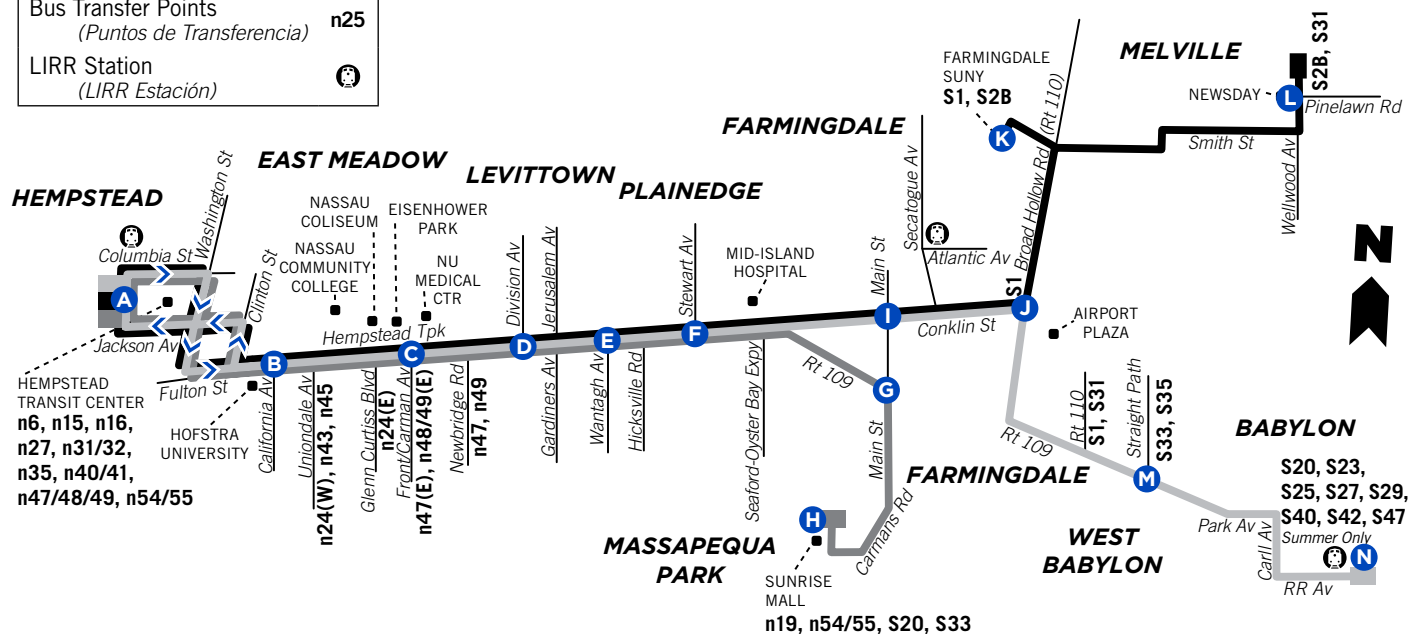 Bus Transfer Points
(Puntos de Transferencia)
n25
LIRR Station
(LIRR Estación)
HEMPSTEAD
EAST MEADOW
LEVITTOWN
PLAINEDGE
FARMINGDALE
MELVILLE
FARMINGDALE
SUNY
S1, S2B
NEWSDAY
S2B, S31
Pinelawn Rd
Smith St
Wellwood Av
Broad Hollow Rd (Rt 110)
K
L
Columbia St
Washington St
Clinton St
Jackson Av
Fulton St
A
HEMPSTEAD
TRANSIT CENTER
n6, n15, n16,
n27, n31/32,
n35, n40/41,
n47/48/49, n54/55
HOFSTRA
UNIVERSITY
NASSAU
COMMUNITY
COLLEGE
NASSAU
COLISEUM
EISENHOWER
PARK
NU
MEDICAL
CTR
Hempstead Tpk
B
California Av
Uniondale Av
n24(W), n43, n45
Glenn Curtiss Blvd
n24(E)
C
Front/Carman Av
n47(E), n48/49(E)
Newbridge Rd
n47, n49
Division Av
D
Jerusalem Av
Gardiners Av
E
Wantagh Av
Hicksville Rd
Stewart Av
F
MID-ISLAND
HOSPITAL
Seaford-Oyster Bay Expy
Rt 109
Main St
I
G
Main St
Carmans Rd
H
MASSAPEQUA
PARK
SUNRISE
MALL
n19, n54/55, S20, S33
Secatogue Av
Atlantic Av
Conklin St
S1
J
AIRPORT
PLAZA
Rt 109
Rt 110
S1, S31
Straight Path
S33, S35
M
FARMINGDALE
WEST
BABYLON
BABYLON
S20, S23,
S25, S27, S29,
S40, S42, S47
Summer Only
Park Av
Carll Av
RR Av
N
N